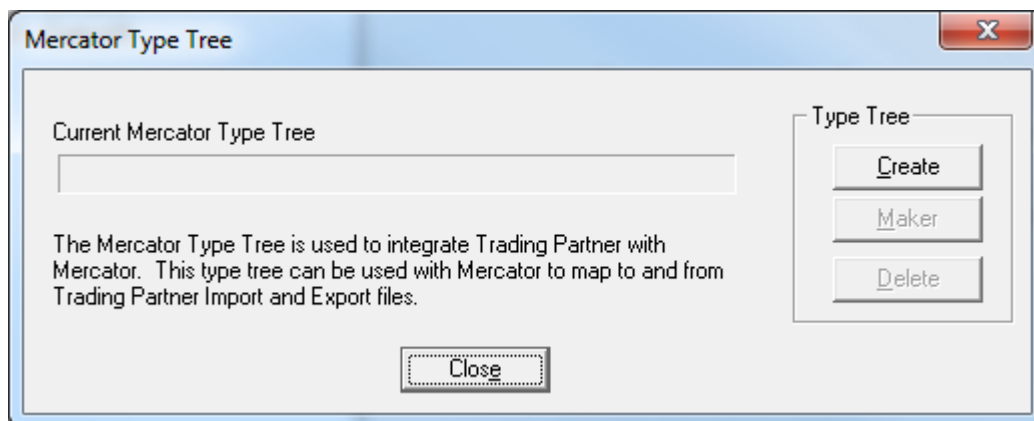 Mercator Type Tree
Current Mercator Type Tree
The Mercator Type Tree is used to integrate Trading Partner with
Mercator.  This type tree can be used with Mercator to map to and from
Trading Partner Import and Export files.
Type Tree
Create
Maker
Delete
Close